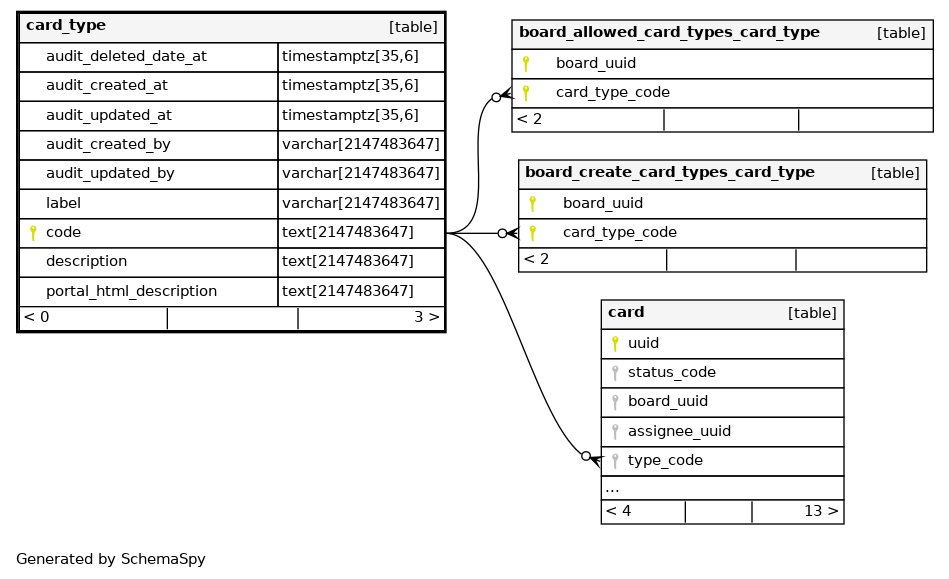 card_type [table]
audit_deleted_date_at timestamptz[35,6]
audit_created_at timestamptz[35,6]
audit_updated_at timestamptz[35,6]
audit_created_by varchar[2147483647]
audit_updated_by varchar[2147483647]
label varchar[2147483647]
code text[2147483647]
description text[2147483647]
portal_html_description text[2147483647]
< 0 3 >
board_allowed_card_types_card_type [table]
board_uuid
card_type_code
< 2
board_create_card_types_card_type [table]
board_uuid
card_type_code
< 2
card [table]
uuid
status_code
board_uuid
assignee_uuid
type_code
...
< 4 13 >
Generated by SchemaSpy